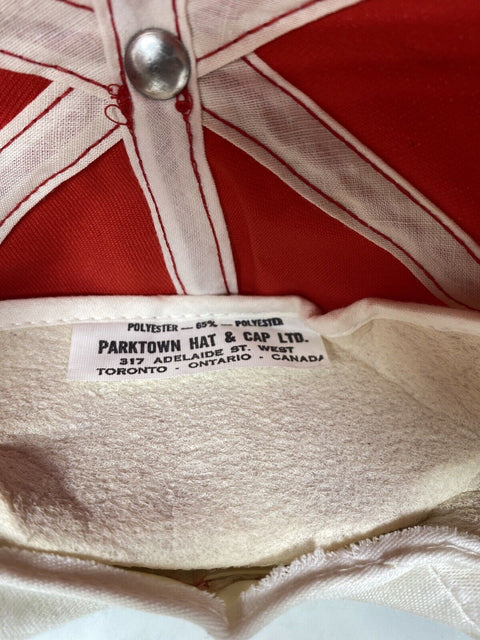 POLYESTER — 65% — POLYESTER
PARKTOWN HAT & CAP LTD.
317 ADELAIDE ST. WEST
TORONTO - ONTARIO - CANADA